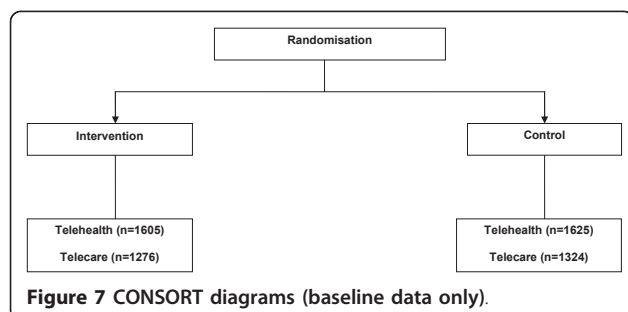 Randomisation
Intervention
Control
Telehealth (n=1605)
Telecare (n=1276)
Telehealth (n=1625)
Telecare (n=1324)
Figure 7 CONSORT diagrams (baseline data only).